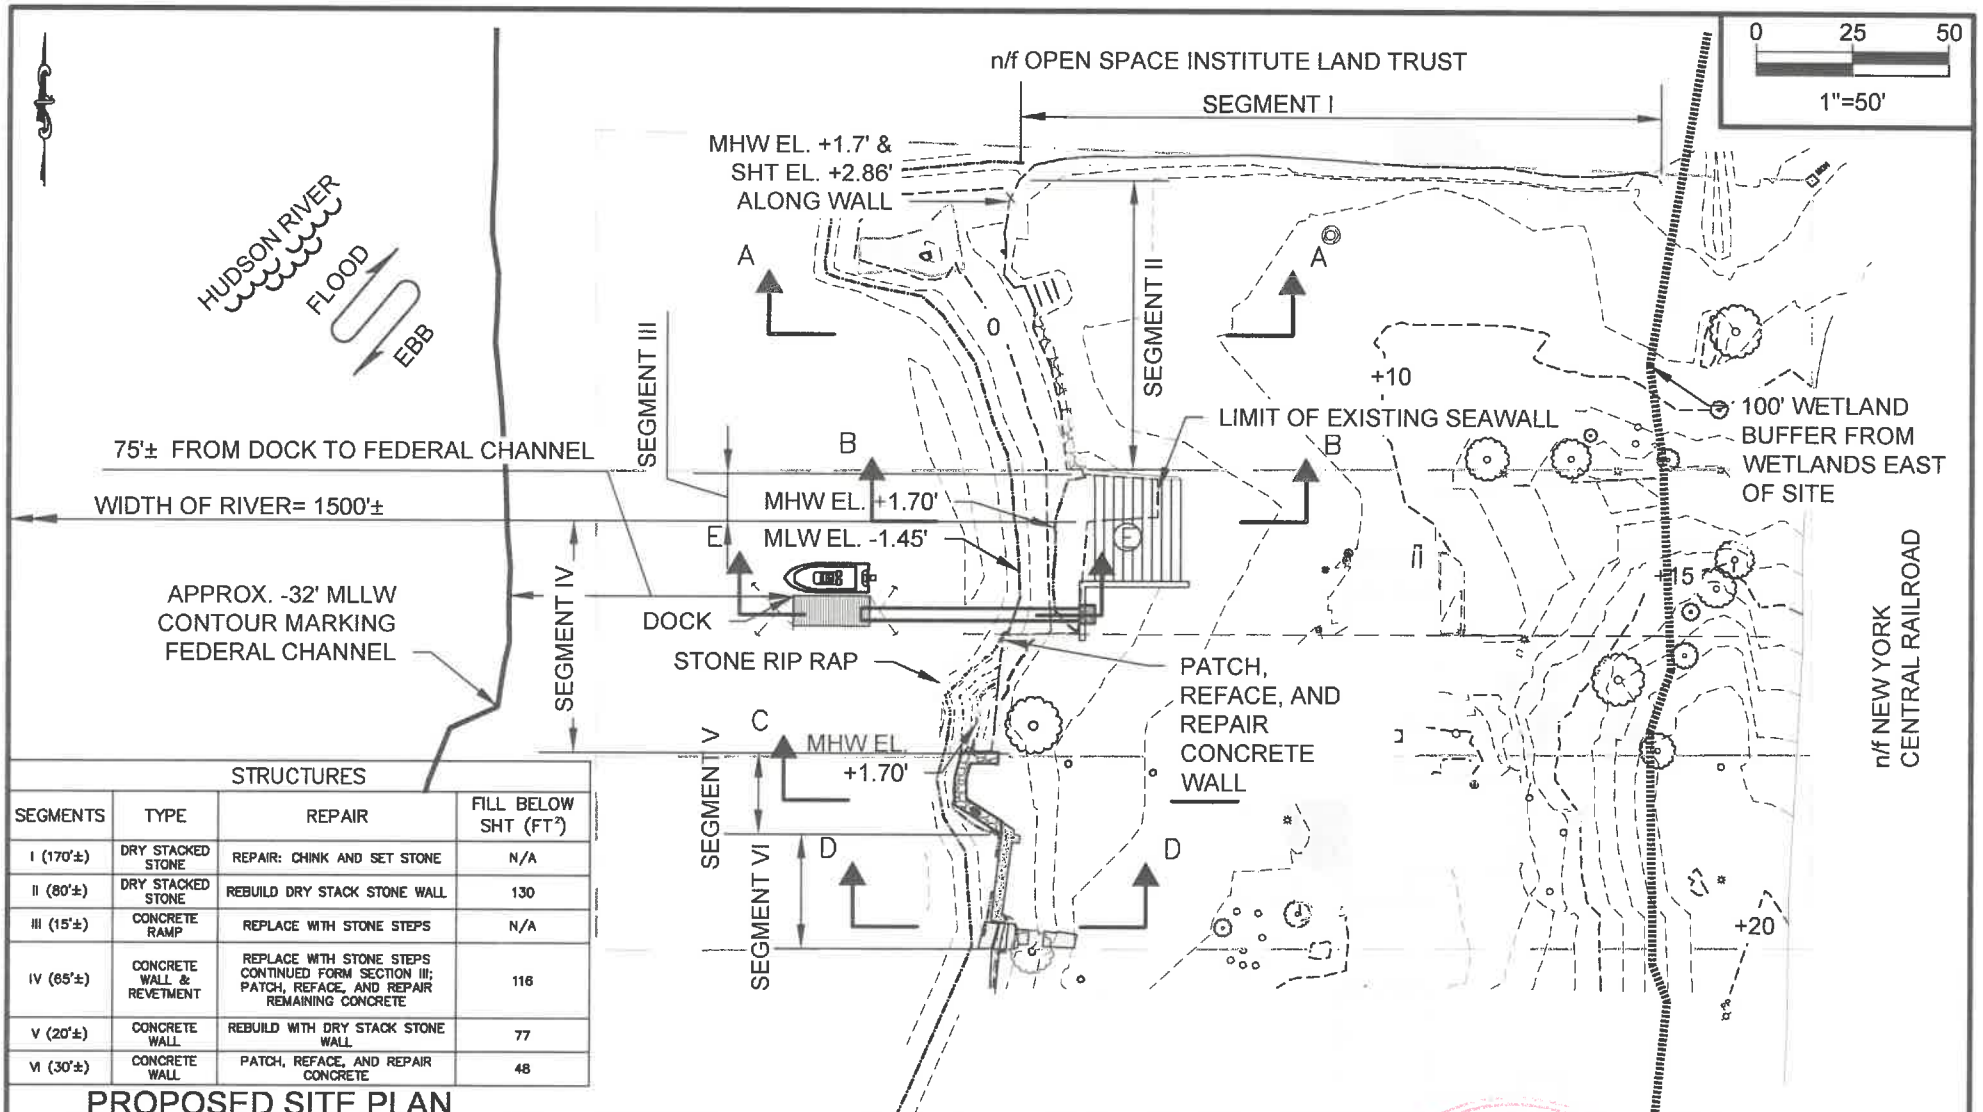 n/f OPEN SPACE INSTITUTE LAND TRUST
0 25 50
1"=50'
SEGMENT I
MHW EL. +1.7' &
SHT EL. +2.86'
ALONG WALL
HUDSON RIVER
FLOOD
EBB
A
A
0
SEGMENT II
SEGMENT III
+10
LIMIT OF EXISTING SEAWALL
100' WETLAND
BUFFER FROM
WETLANDS EAST
OF SITE
75'± FROM DOCK TO FEDERAL CHANNEL
B
B
WIDTH OF RIVER= 1500'±
MHW EL. +1.70'
MLW EL. -1.45'
E
E
+15
APPROX. -32' MLLW
CONTOUR MARKING
FEDERAL CHANNEL
SEGMENT IV
DOCK
STONE RIP RAP
PATCH,
REFACE, AND
REPAIR
CONCRETE
WALL
n/f NEW YORK
CENTRAL RAILROAD
C
MHW EL.
+1.70'
SEGMENT V
SEGMENT VI
D
D
+20
STRUCTURES
SEGMENTS TYPE REPAIR FILL BELOW SHT (FT²)
I (170'±) DRY STACKED STONE REPAIR: CHINK AND SET STONE N/A
II (80'±) DRY STACKED STONE REBUILD DRY STACK STONE WALL 130
III (15'±) CONCRETE RAMP REPLACE WITH STONE STEPS N/A
IV (65'±) CONCRETE WALL & REVETMENT REPLACE WITH STONE STEPS CONTINUED FORM SECTION III; PATCH, REFACE, AND REPAIR REMAINING CONCRETE 116
V (20'±) CONCRETE WALL REBUILD WITH DRY STACK STONE WALL 77
VI (30'±) CONCRETE WALL PATCH, REFACE, AND REPAIR CONCRETE 48
PROPOSED SITE PLAN